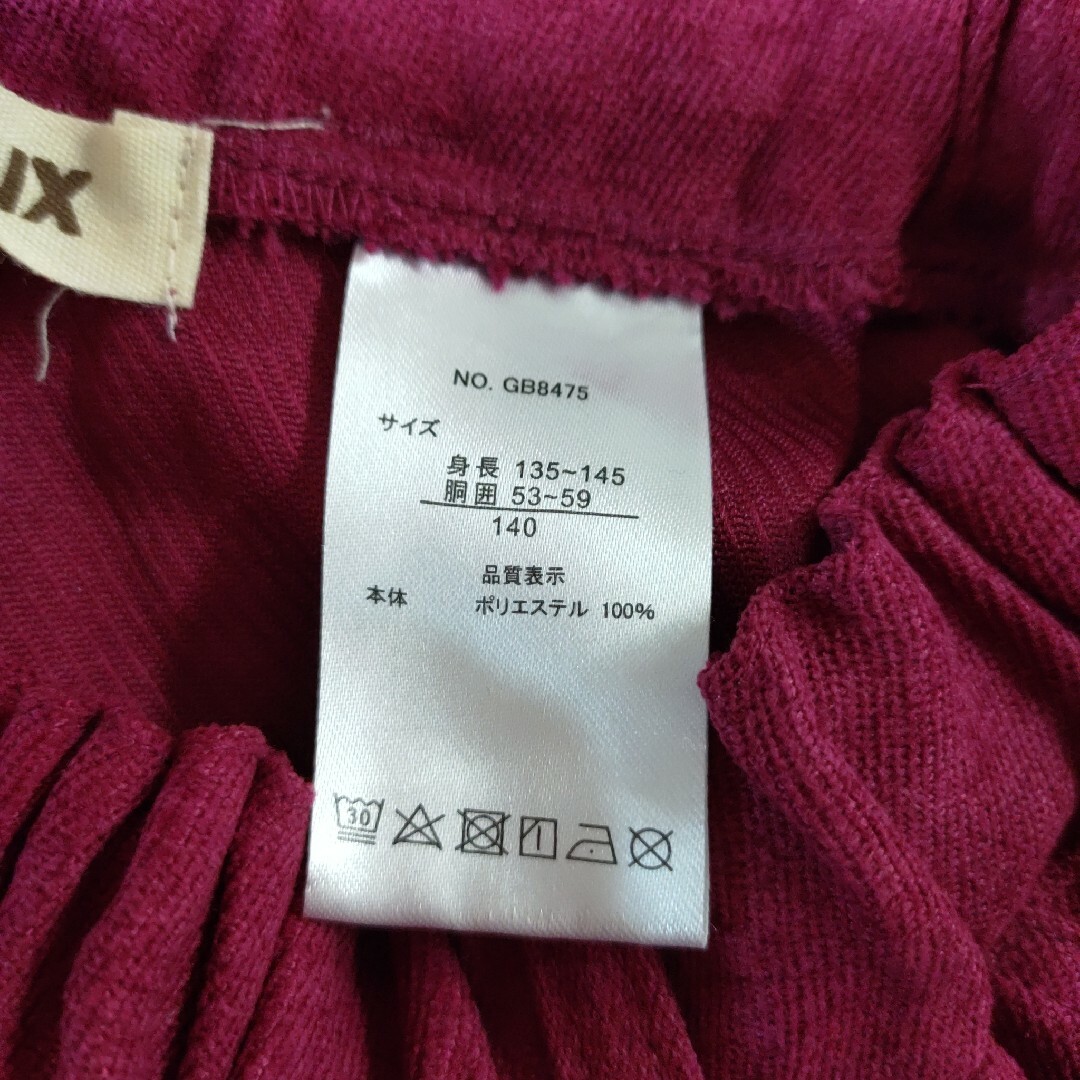 IX
NO. GB8475
サイズ
身長 135~145
胴囲 53~59
140
品質表示
本体 ポリエステル 100%
30